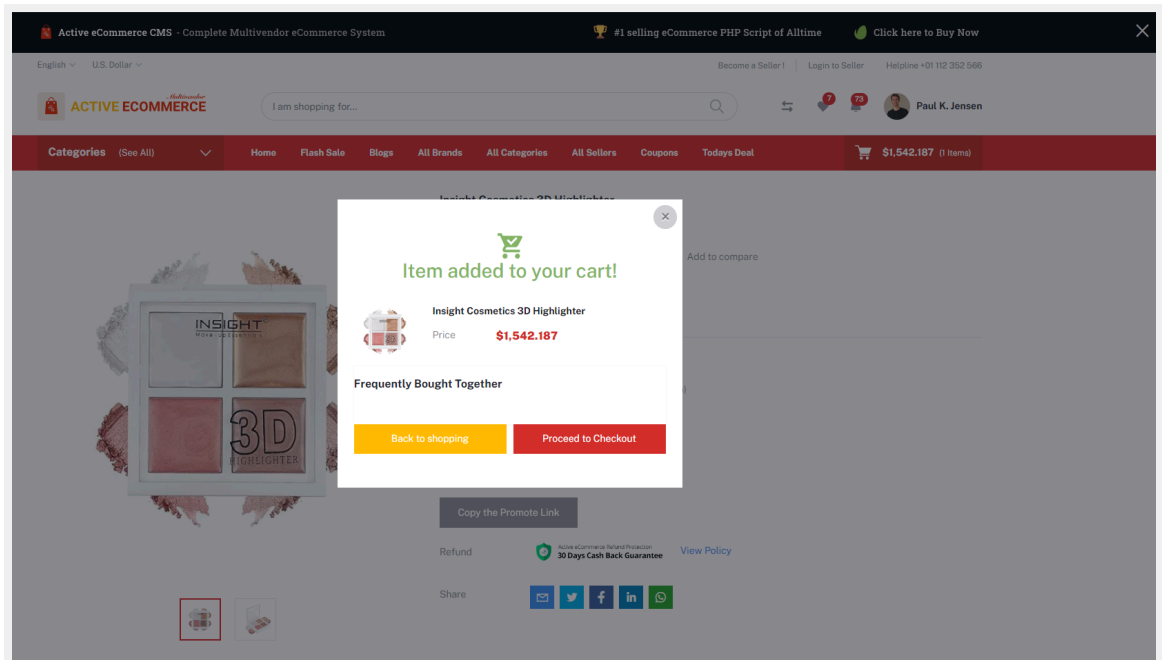 Active eCommerce CMS - Complete Multivendor eCommerce System
#1 selling eCommerce PHP Script of Alltime
Click here to Buy Now
English
U.S. Dollar
Become a Seller !
Login to Seller
Helpline +01 112 352 566
Multivendor
ACTIVE ECOMMERCE
I am shopping for...
7
73
Paul K. Jensen
Categories (See All)
Home
Flash Sale
Blogs
All Brands
All Categories
All Sellers
Coupons
Todays Deal
$1,542.187 (1 Items)
Insight Cosmetics 3D Highlighter
Add to compare
Item added to your cart!
Insight Cosmetics 3D Highlighter
Price $1,542.187
Frequently Bought Together
Back to shopping
Proceed to Checkout
INSIGHT
3D
HIGHLIGHTER
Copy the Promote Link
Refund
Active eCommerce Refund Protection
30 Days Cash Back Guarantee
View Policy
Share